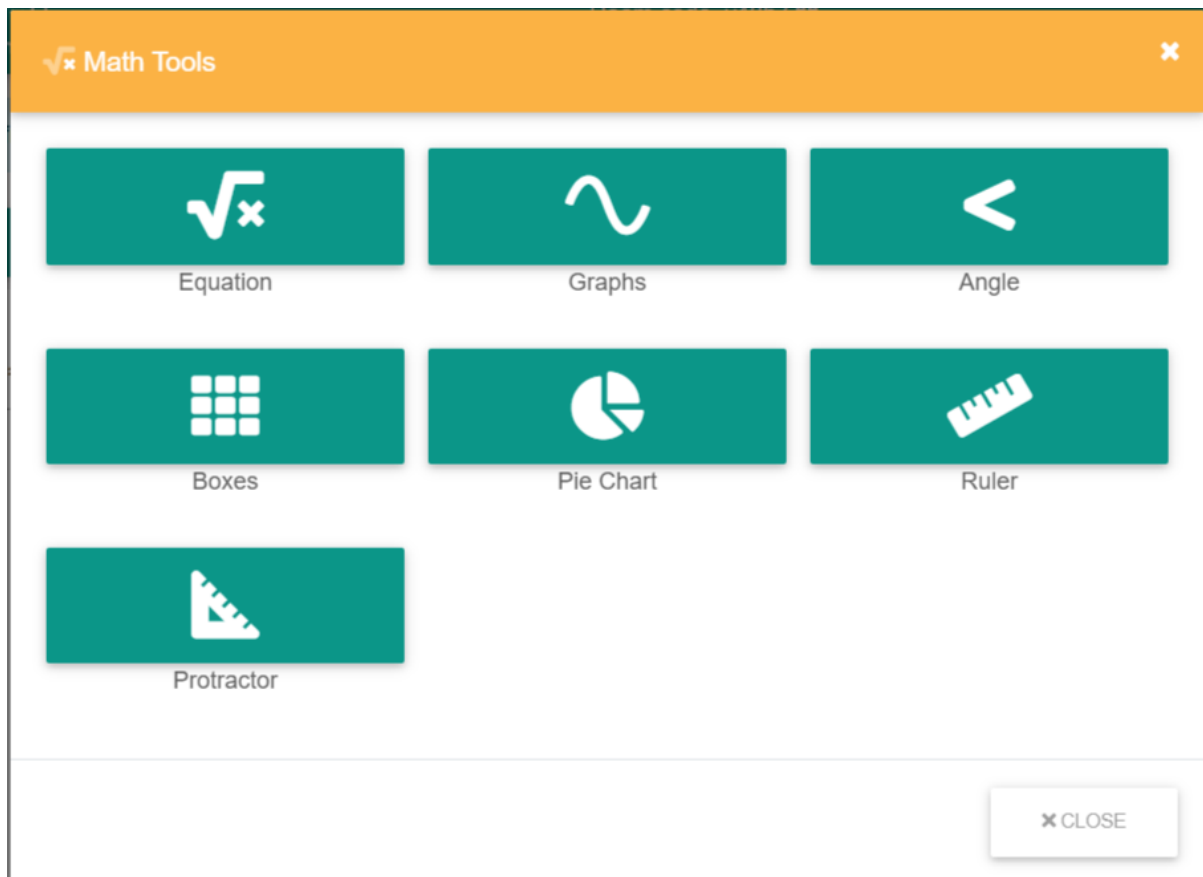 Math Tools
Equation
Graphs
Angle
Boxes
Pie Chart
Ruler
Protractor
CLOSE